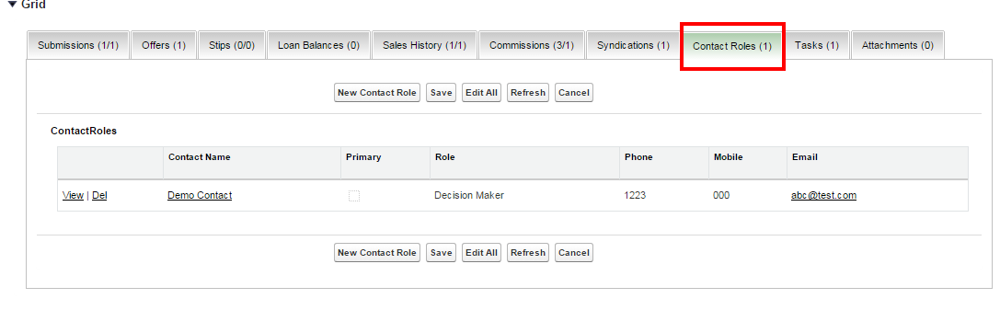 Grid
Submissions (1/1) Offers (1) Stips (0/0) Loan Balances (0) Sales History (1/1) Commissions (3/1) Syndications (1) Contact Roles (1) Tasks (1) Attachments (0)
New Contact Role Save Edit All Refresh Cancel
ContactRoles
Contact Name Primary Role Phone Mobile Email
View | Del Demo Contact Decision Maker 1223 000 abc@test.com
New Contact Role Save Edit All Refresh Cancel